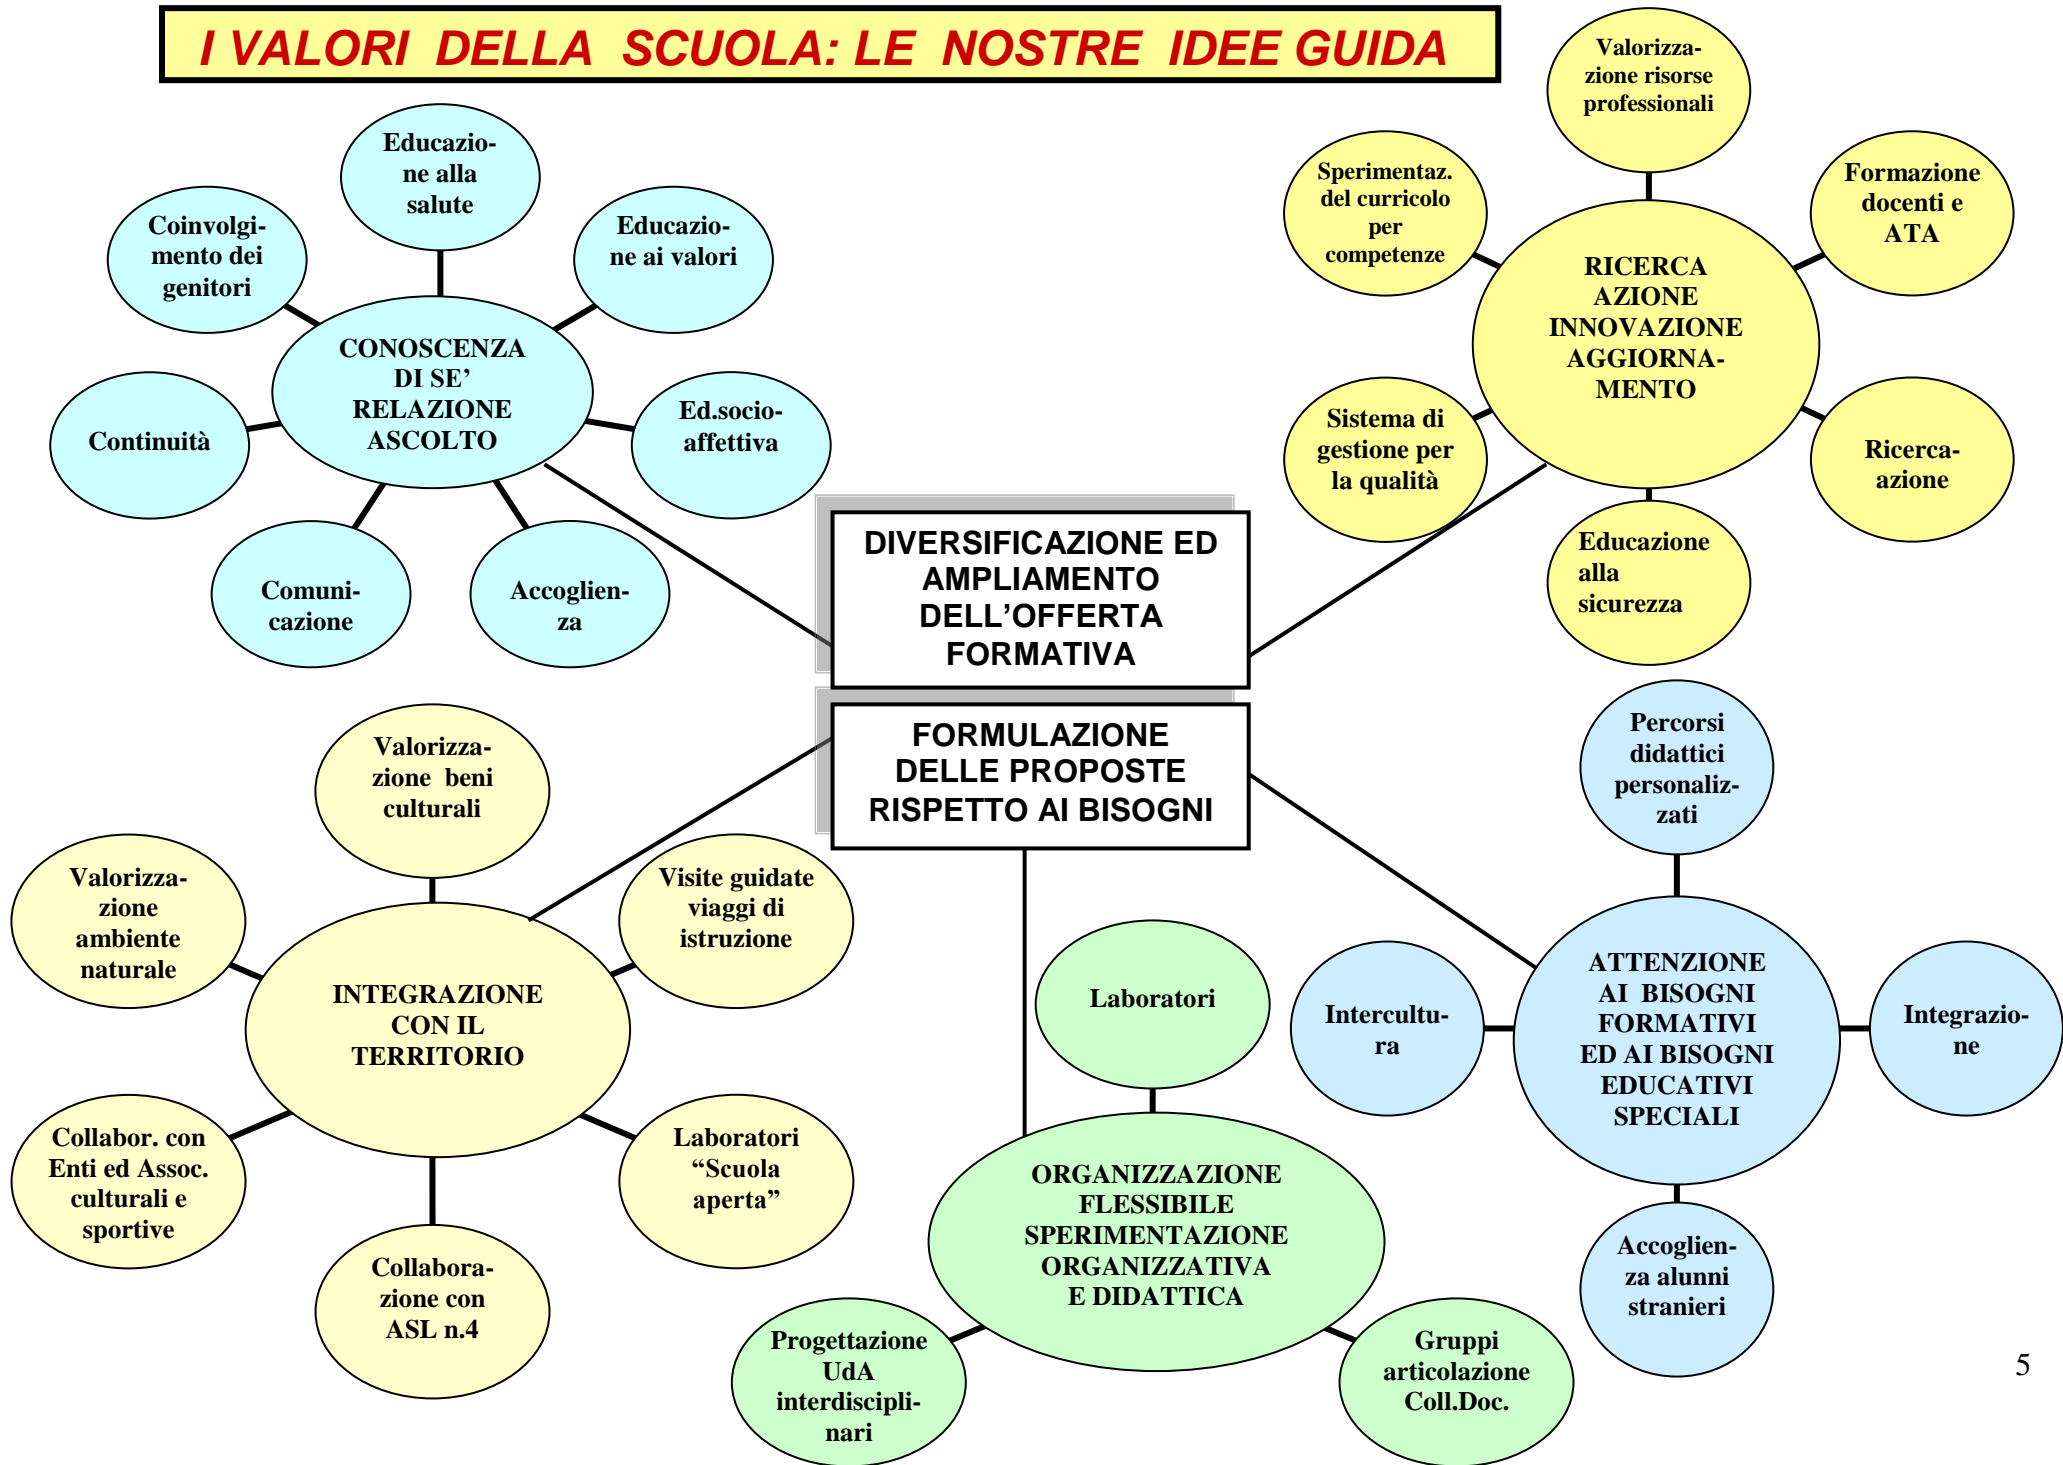 I VALORI DELLA SCUOLA: LE NOSTRE IDEE GUIDA
Educazio-
ne alla
salute
Coinvolgi-
mento dei
genitori
Educazio-
ne ai valori
CONOSCENZA
DI SE’
RELAZIONE
ASCOLTO
Continuità
Ed.socio-
affettiva
Comuni-
cazione
Accoglien-
za
Valorizza-
zione risorse
professionali
Sperimentaz.
del curricolo
per
competenze
Formazione
docenti e
ATA
RICERCA
AZIONE
INNOVAZIONE
AGGIORNA-
MENTO
Sistema di
gestione per
la qualità
Ricerca-
azione
Educazione
alla
sicurezza
DIVERSIFICAZIONE ED
AMPLIAMENTO
DELL’OFFERTA
FORMATIVA
FORMULAZIONE
DELLE PROPOSTE
RISPETTO AI BISOGNI
Valorizza-
zione beni
culturali
Valorizza-
zione
ambiente
naturale
Visite guidate
viaggi di
istruzione
INTEGRAZIONE
CON IL
TERRITORIO
Collabor. con
Enti ed Assoc.
culturali e
sportive
Laboratori
“Scuola
aperta”
Collabora-
zione con
ASL n.4
Laboratori
ORGANIZZAZIONE
FLESSIBILE
SPERIMENTAZIONE
ORGANIZZATIVA
E DIDATTICA
Progettazione
UdA
interdiscipli-
nari
Gruppi
articolazione
Coll.Doc.
Percorsi
didattici
personaliz-
zati
Intercultu-
ra
ATTENZIONE
AI BISOGNI
FORMATIVI
ED AI BISOGNI
EDUCATIVI
SPECIALI
Integrazio-
ne
Accoglien-
za alunni
stranieri
5